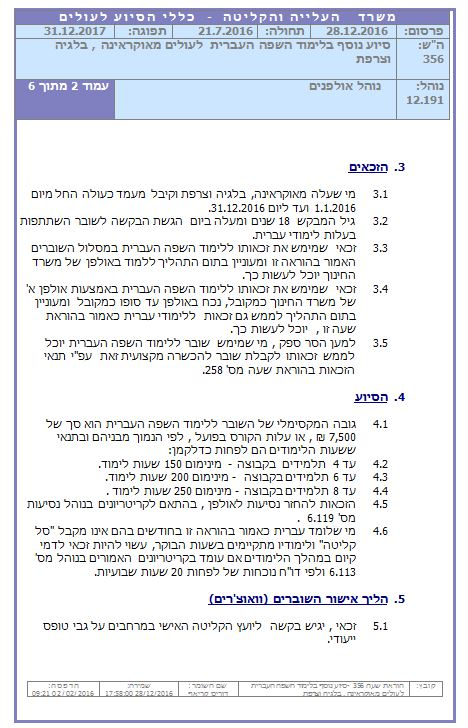 משרד העלייה והקליטה - כללי הסיוע לעולים
פרסום: 28.12.2016 תחולה: 21.7.2016 תפוגה: 31.12.2017
ה"ש: 356 סיוע נוסף בלימוד השפה העברית לעולים מאוקראינה , בלגיה וצרפת
נוהל: 12.191 נוהל אולפנים עמוד 2 מתוך 6
3. הזכאים
3.1 מי שעלה מאוקראינה, בלגיה וצרפת וקיבל מעמד כעולה החל מיום
1.1.2016 ועד ליום 31.12.2016.
3.2 גיל המבקש 18 שנים ומעלה ביום הגשת הבקשה לשובר השתתפות
בעלות לימודי עברית.
3.3 זכאי שמימש את זכאותו ללימוד השפה העברית במסלול השוברים
האמור בהוראה זו ומעוניין בתום התהליך ללמוד באולפן של משרד
החינוך יוכל לעשות כך.
3.4 זכאי שמימש את זכאותו ללימוד השפה העברית באמצעות אולפן א'
של משרד החינוך כמקובל, נכח באולפן עד סופו כמקובל ומעוניין
בתום התהליך לממש גם זכאות ללימודי עברית כאמור בהוראת
שעה זו , יוכל לעשות כך.
3.5 למען הסר ספק , מי שמימש שובר ללימוד השפה העברית יוכל
לממש זכאותו לקבלת שובר להכשרה מקצועית זאת עפ"י תנאי
הזכאות בהוראת שעה מס' 258.
4. הסיוע
4.1 גובה המקסימלי של השובר ללימוד השפה העברית הוא סך של
7,500 ₪ , או עלות הקורס בפועל , לפי הנמוך מבניהם ובתנאי
ששעות הלימודים הם לפחות כדלקמן:
4.2 עד 4 תלמידים בקבוצה - מינימום 150 שעות לימוד.
4.3 עד 6 תלמידים בקבוצה - מינימום 200 שעות לימוד.
4.4 עד 8 תלמידים בקבוצה - מינימום 250 שעות לימוד .
4.5 הזכאות להחזר נסיעות לאולפן , בהתאם לקריטריונים בנוהל נסיעות
מס' 6.119 .
4.6 מי שלומד עברית כאמור בהוראה זו בחודשים בהם אינו מקבל "סל
קליטה" ולימודיו מתקיימים בשעות הבוקר, עשוי להיות זכאי לדמי
קיום במהלך הלימודים אם עומד בקריטריונים האמורים בנוהל מס'
6.113 ולפי דו"ח נוכחות של לפחות 20 שעות שבועיות.
5. הליך אישור השוברים (וואוצ'רים)
5.1 זכאי , יגיש בקשה ליועץ הקליטה האישי במרחבים על גבי טופס
ייעודי.
קובץ: הוראת שעה 356 -סיוע נוסף בלימוד השפה העברית לעולים מאוקראינה , בלגיה וצרפת שם השומר: דוריס קריאף שמירה: 28/12/2016 17:58:00 הדפסה: 02/02/2016 09:21